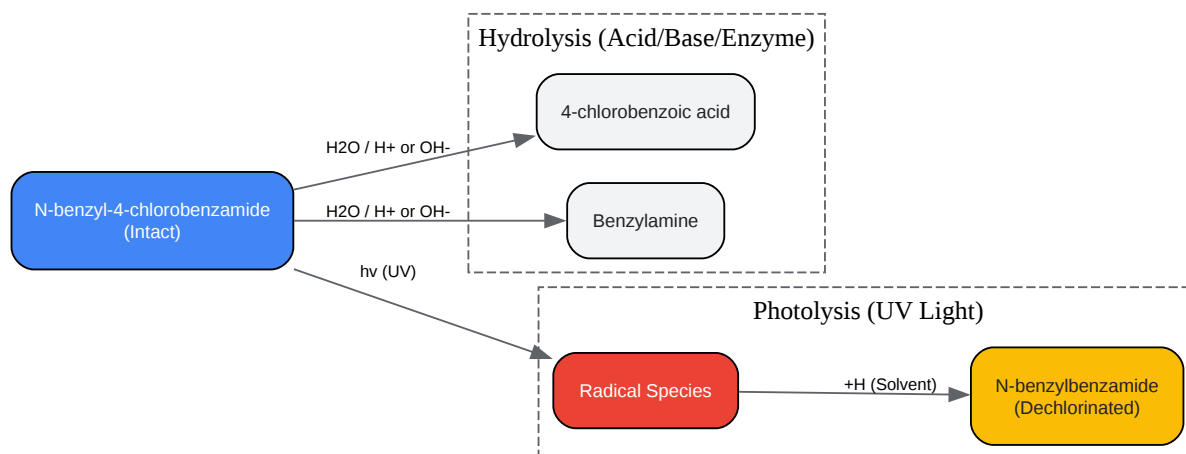 Hydrolysis (Acid/Base/Enzyme)
4-chlorobenzoic acid
H2O / H+ or OH-
N-benzyl-4-chlorobenzamide
(Intact)
H2O / H+ or OH-
Benzylamine
hv (UV)
Photolysis (UV Light)
Radical Species
+H (Solvent)
N-benzylbenzamide
(Dechlorinated)